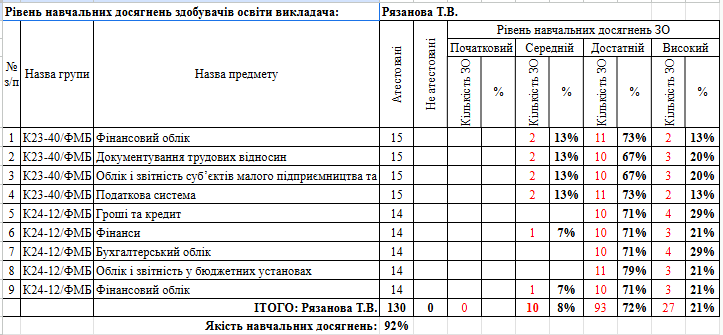 Рівень навчальних досягнень здобувачів освіти викладача: Рязанова Т.В.
Рівень навчальних досягнень ЗО
№ з/п Назва групи Назва предмету Атестовані Не атестовані Початковий Середній Достатній Високий
Кількість ЗО % Кількість ЗО % Кількість ЗО % Кількість ЗО %
1 К23-40/ФМБ Фінансовий облік 15 2 13% 11 73% 2 13%
2 К23-40/ФМБ Документування трудових відносин 15 2 13% 10 67% 3 20%
3 К23-40/ФМБ Облік і звітність суб’єктів малого підприємництва та 15 2 13% 10 67% 3 20%
4 К23-40/ФМБ Податкова система 15 2 13% 11 73% 2 13%
5 К24-12/ФМБ Гроші та кредит 14 10 71% 4 29%
6 К24-12/ФМБ Фінанси 14 1 7% 10 71% 3 21%
7 К24-12/ФМБ Бухгалтерський облік 14 10 71% 4 29%
8 К24-12/ФМБ Облік і звітність у бюджетних установах 14 11 79% 3 21%
9 К24-12/ФМБ Фінансовий облік 14 1 7% 10 71% 3 21%
ІТОГО: Рязанова Т.В. 130 0 0 10 8% 93 72% 27 21%
Якість навчальних досягнень: 92%